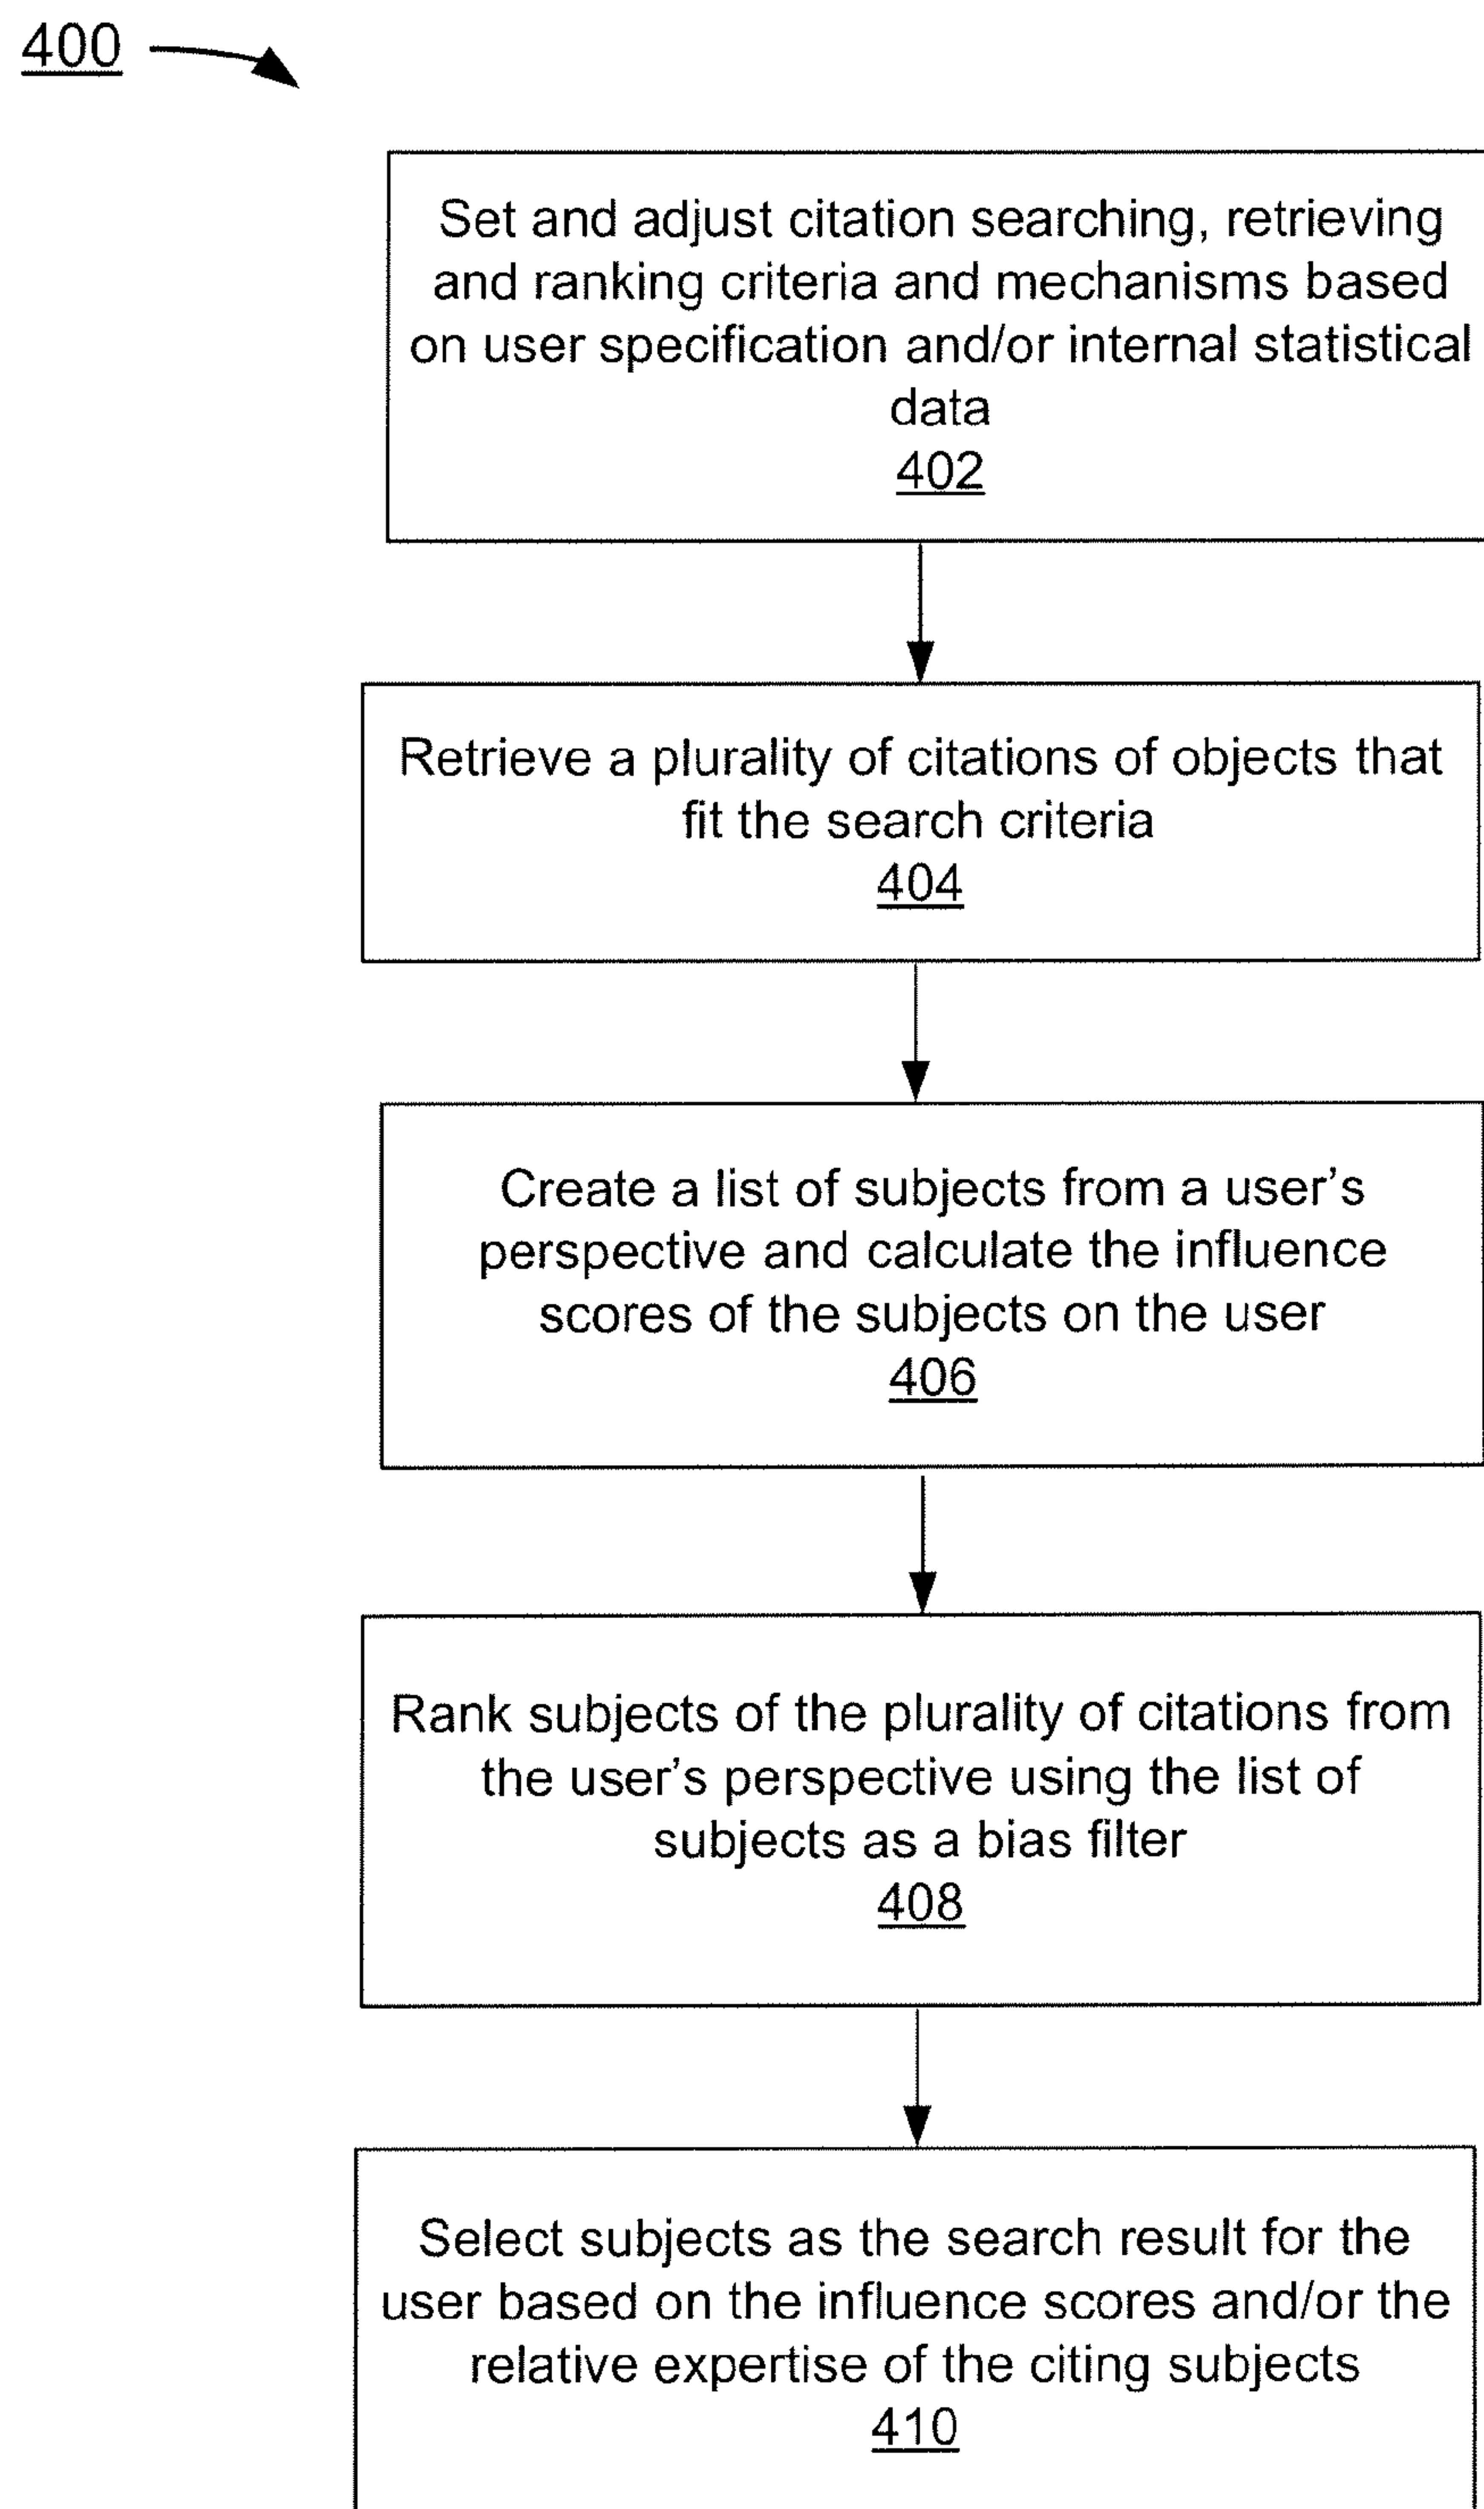 400
Set and adjust citation searching, retrieving
and ranking criteria and mechanisms based
on user specification and/or internal statistical
data
402
Retrieve a plurality of citations of objects that
fit the search criteria
404
Create a list of subjects from a user’s
perspective and calculate the influence
scores of the subjects on the user
406
Rank subjects of the plurality of citations from
the user’s perspective using the list of
subjects as a bias filter
408
Select subjects as the search result for the
user based on the influence scores and/or the
relative expertise of the citing subjects
410